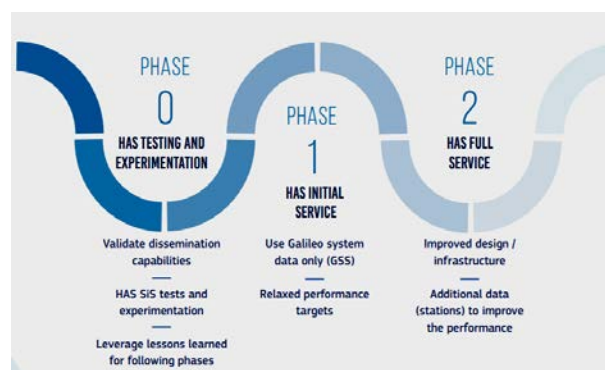 PHASE
0
HAS TESTING AND
EXPERIMENTATION
Validate dissemination
capabilities
HAS SiS tests and
experimentation
Leverage lessons learned
for following phases
PHASE
1
HAS INITIAL
SERVICE
Use Galileo system
data only (GSS)
Relaxed performance
targets
PHASE
2
HAS FULL
SERVICE
Improved design /
infrastructure
Additional data
(stations) to improve
the performance